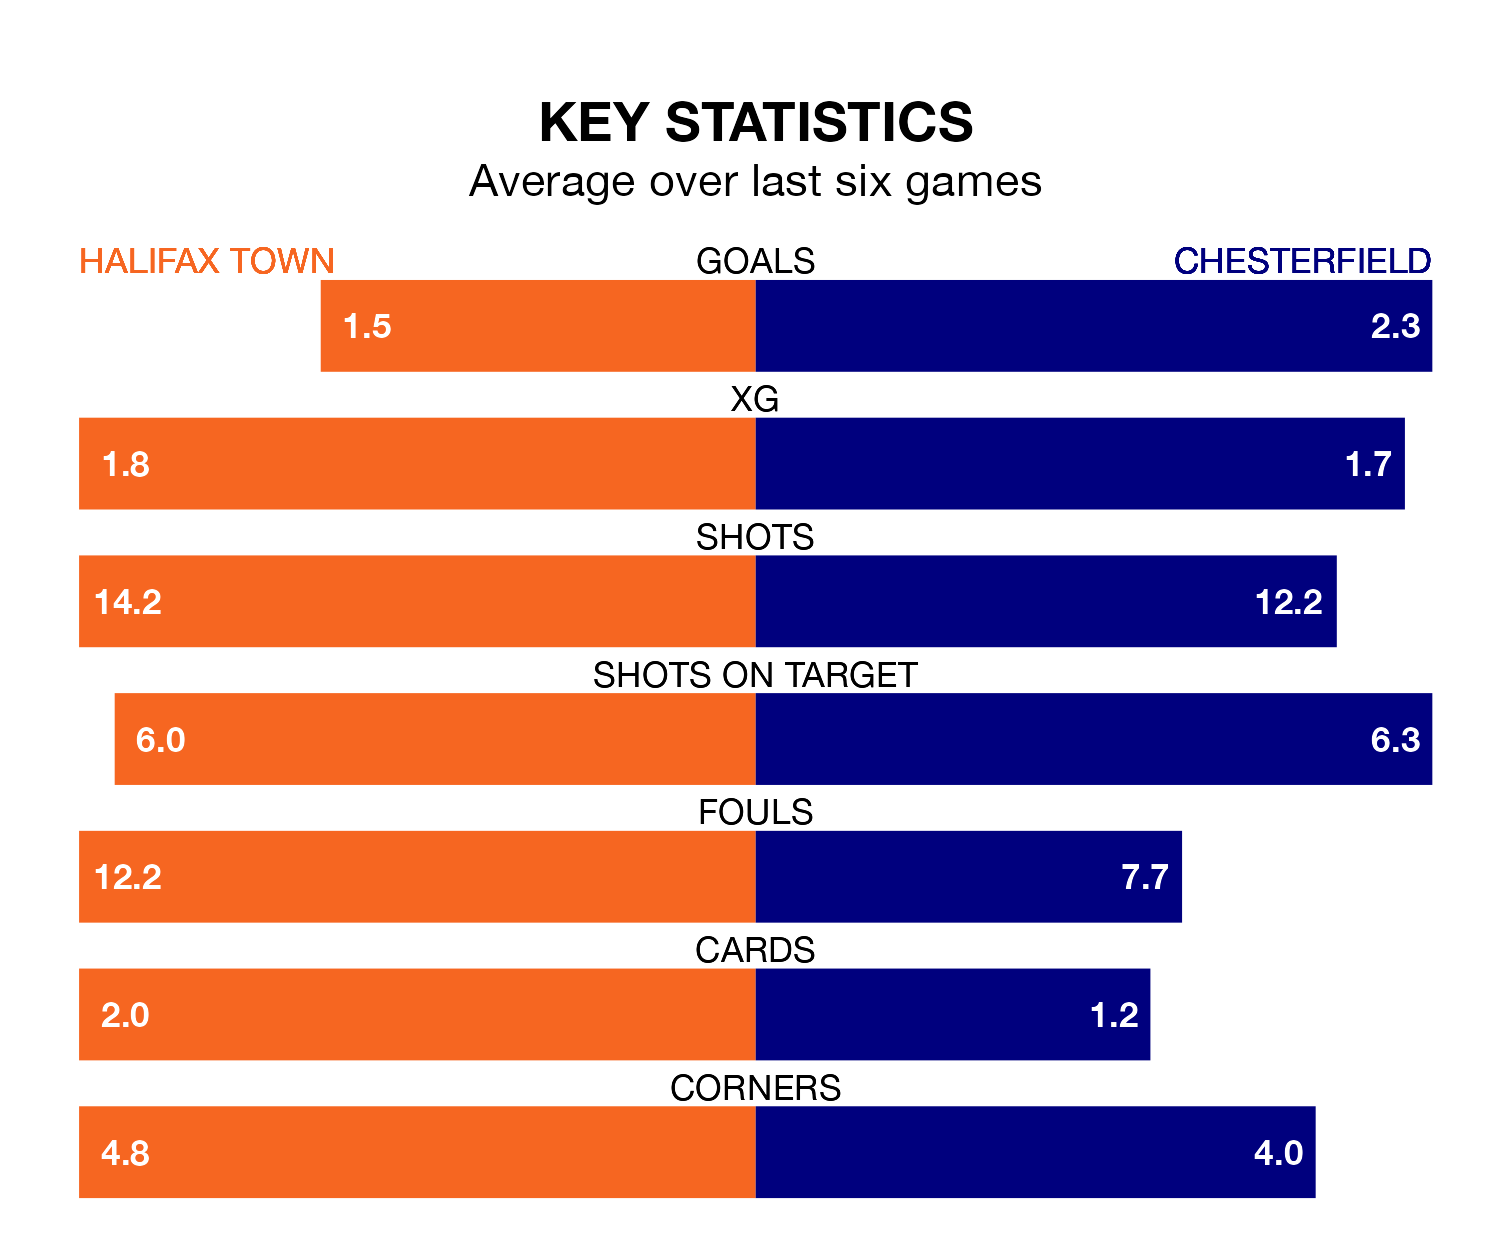 KEY STATISTICS
Average over last six games
HALIFAX TOWN GOALS CHESTERFIELD
1.5 2.3
XG
1.8 1.7
SHOTS
14.2 12.2
SHOTS ON TARGET
6.0 6.3
FOULS
12.2 7.7
CARDS
2.0 1.2
CORNERS
4.8 4.0